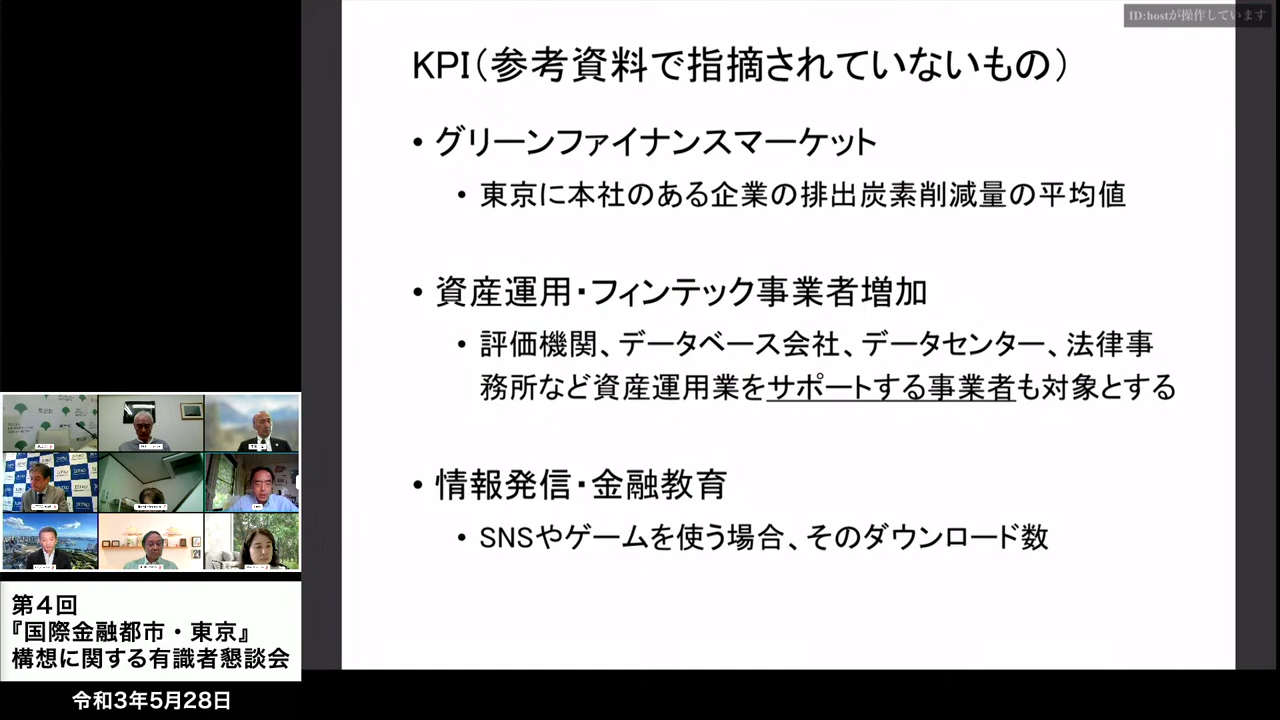 ID:hostが操作しています
KPI（参考資料で指摘されていないもの）
• グリーンファイナンスマーケット
• 東京に本社のある企業の排出炭素削減量の平均値
• 資産運用・フィンテック事業者増加
• 評価機関、データベース会社、データセンター、法律事
務所など資産運用業をサポートする事業者も対象とする
• 情報発信・金融教育
• SNSやゲームを使う場合、そのダウンロード数
第４回
『国際金融都市・東京』
構想に関する有識者懇談会
令和3年5月28日